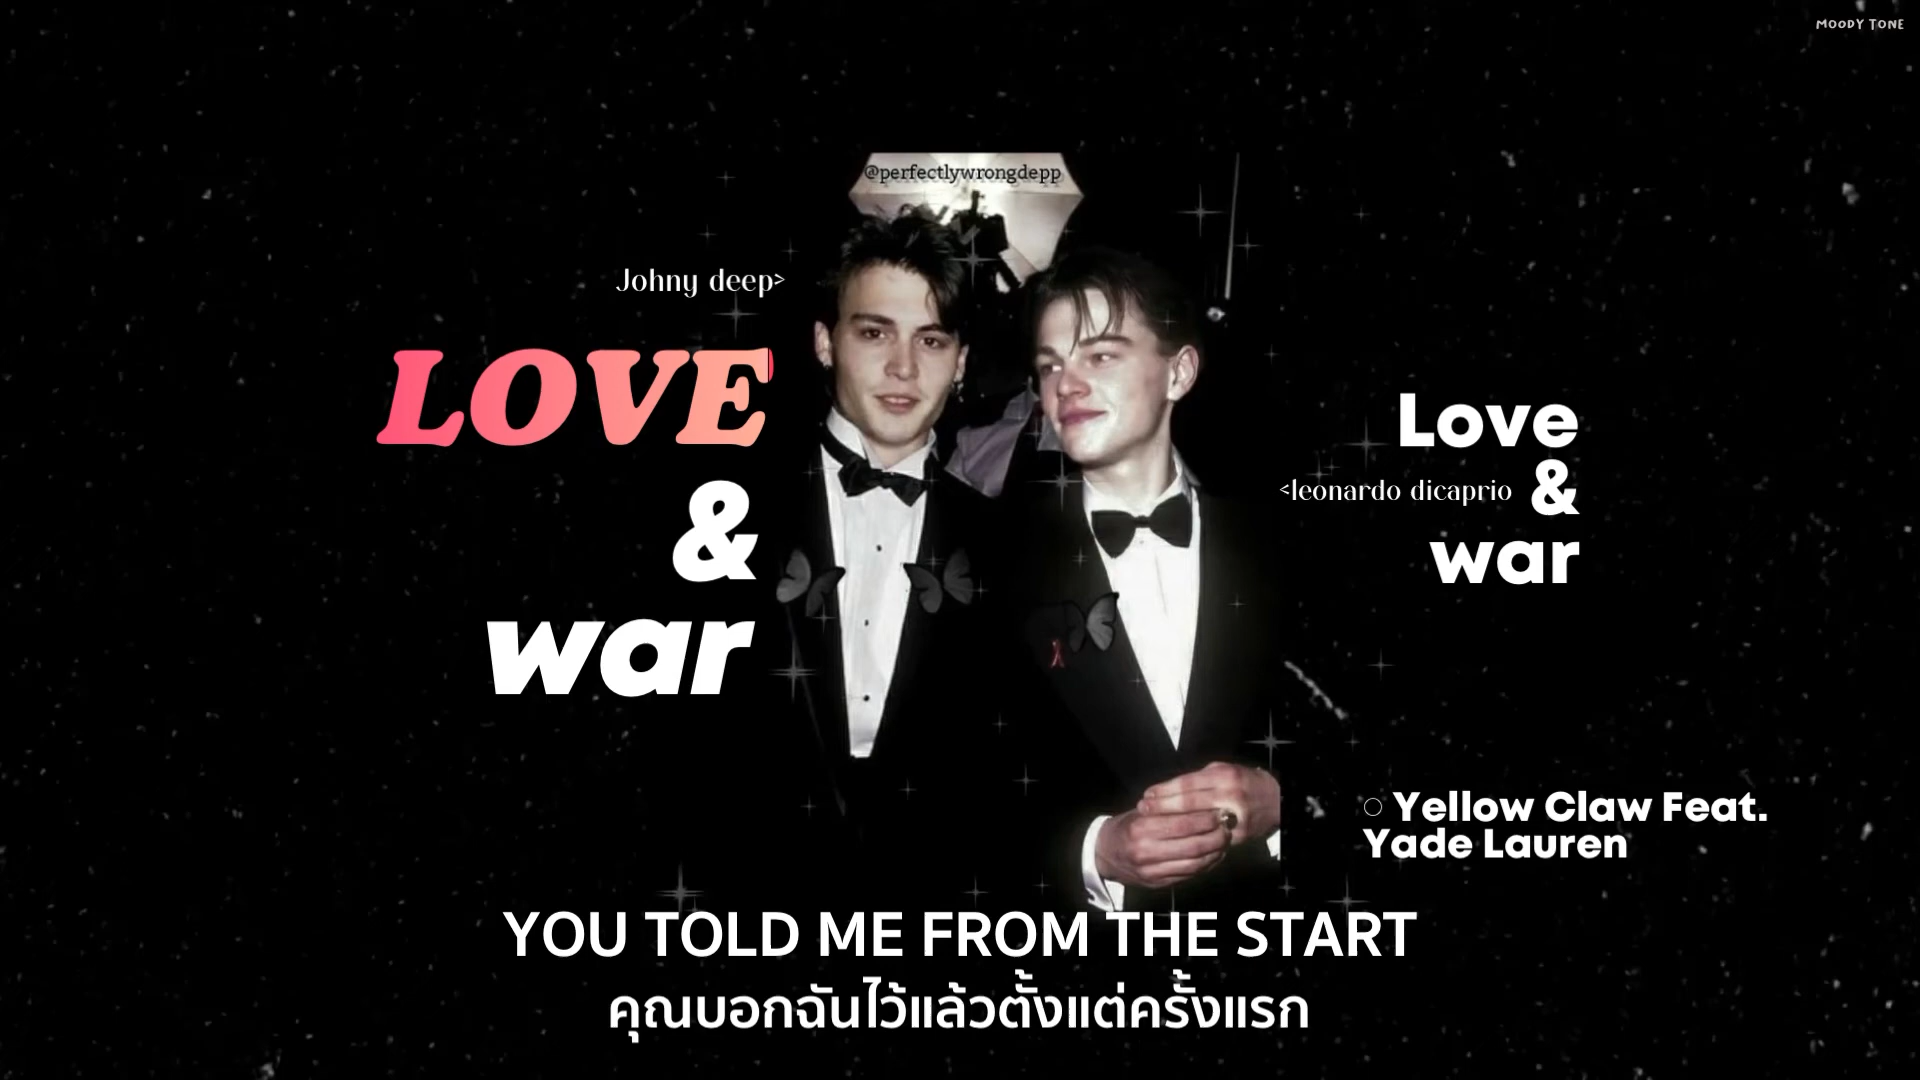 MOODY TONE
@perfectlywrongdepp
Johny deep>
LOVE
&
war
Love
<leonardo dicaprio &
war
○ Yellow Claw Feat.
Yade Lauren
YOU TOLD ME FROM THE START
คุณบอกฉันไว้แล้วตั้งแต่ครั้งแรก